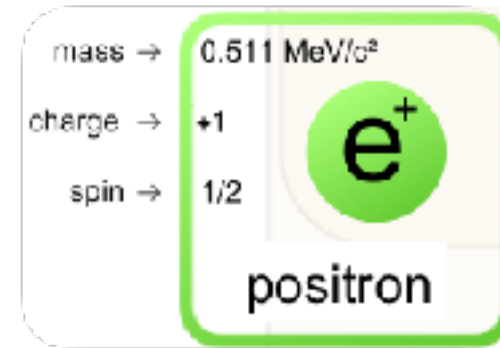 mass → 0.511 MeV/c²
charge → +1
spin → 1/2
e⁺
positron